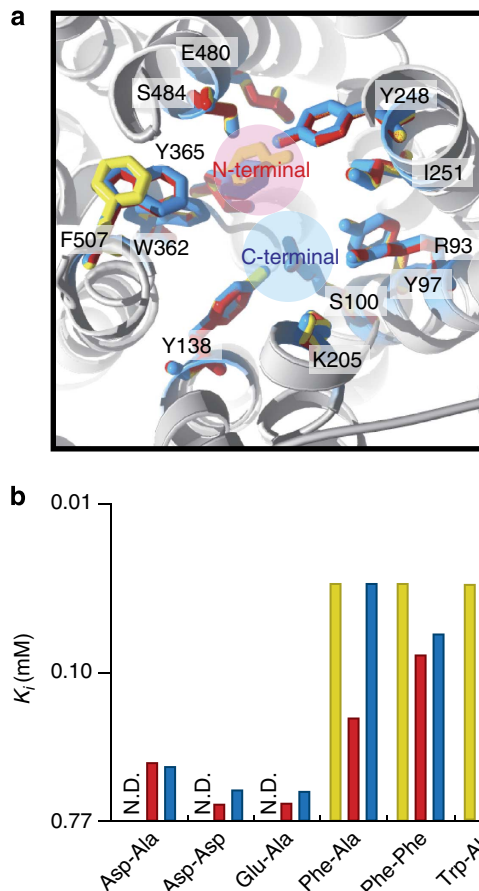 a
E480
S484
Y248
Y365
N-terminal
I251
F507
W362
C-terminal
R93
Y97
S100
Y138
K205
b
0.01
Ki (mM)
0.10
0.77
N.D.
N.D.
N.D.
Asp-Ala
Asp-Asp
Glu-Ala
Phe-Ala
Phe-Phe